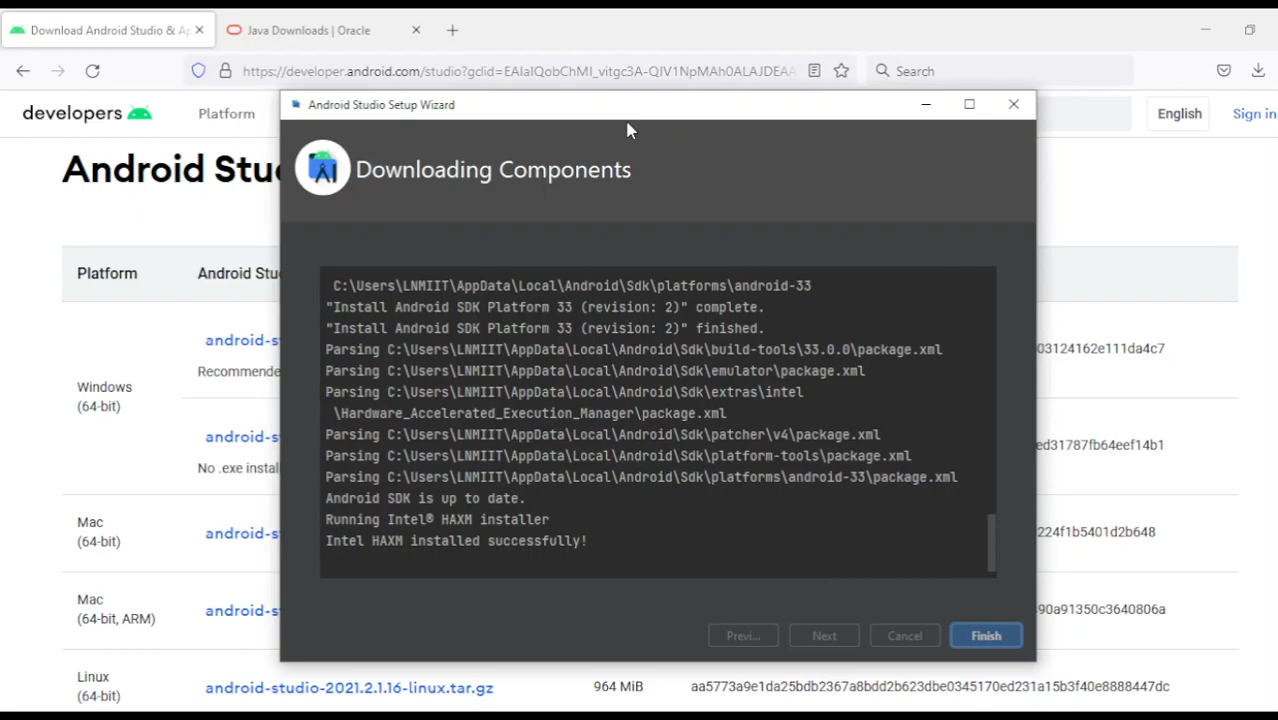 Download Android Studio & A
Java Downloads | Oracle
https://developer.android.com/studio?gclid=EAIaIQobChMI_vitgc3A-QIV1NpMAh0ALAJDEAA
Search
developers
Platform
English
Sign in
Android Stu
Android Studio Setup Wizard
Downloading Components
Platform
Android Stu
C:\Users\LNMIIT\AppData\Local\Android\Sdk\platforms\android-33
"Install Android SDK Platform 33 (revision: 2)" complete.
"Install Android SDK Platform 33 (revision: 2)" finished.
Parsing C:\Users\LNMIIT\AppData\Local\Android\Sdk\build-tools\33.0.0\package.xml
Parsing C:\Users\LNMIIT\AppData\Local\Android\Sdk\emulator\package.xml
Parsing C:\Users\LNMIIT\AppData\Local\Android\Sdk\extras\intel
\Hardware_Accelerated_Execution_Manager\package.xml
Parsing C:\Users\LNMIIT\AppData\Local\Android\Sdk\patcher\v4\package.xml
Parsing C:\Users\LNMIIT\AppData\Local\Android\Sdk\platform-tools\package.xml
Parsing C:\Users\LNMIIT\AppData\Local\Android\Sdk\platforms\android-33\package.xml
Android SDK is up to date.
Running Intel® HAXM installer
Intel HAXM installed successfully!
Previ...
Next
Cancel
Finish
Windows
(64-bit)
android-s
Recommende
03124162e111da4c7
android-s
No .exe instal
ed31787fb64eef14b1
Mac
(64-bit)
android-s
224f1b5401d2b648
Mac
(64-bit, ARM)
android-s
90a91350c3640806a
Linux
(64-bit)
android-studio-2021.2.1.16-linux.tar.gz
964 MiB
aa5773a9e1da25bdb2367a8bdd2b623dbe0345170ed231a15b3f40e8888447dc